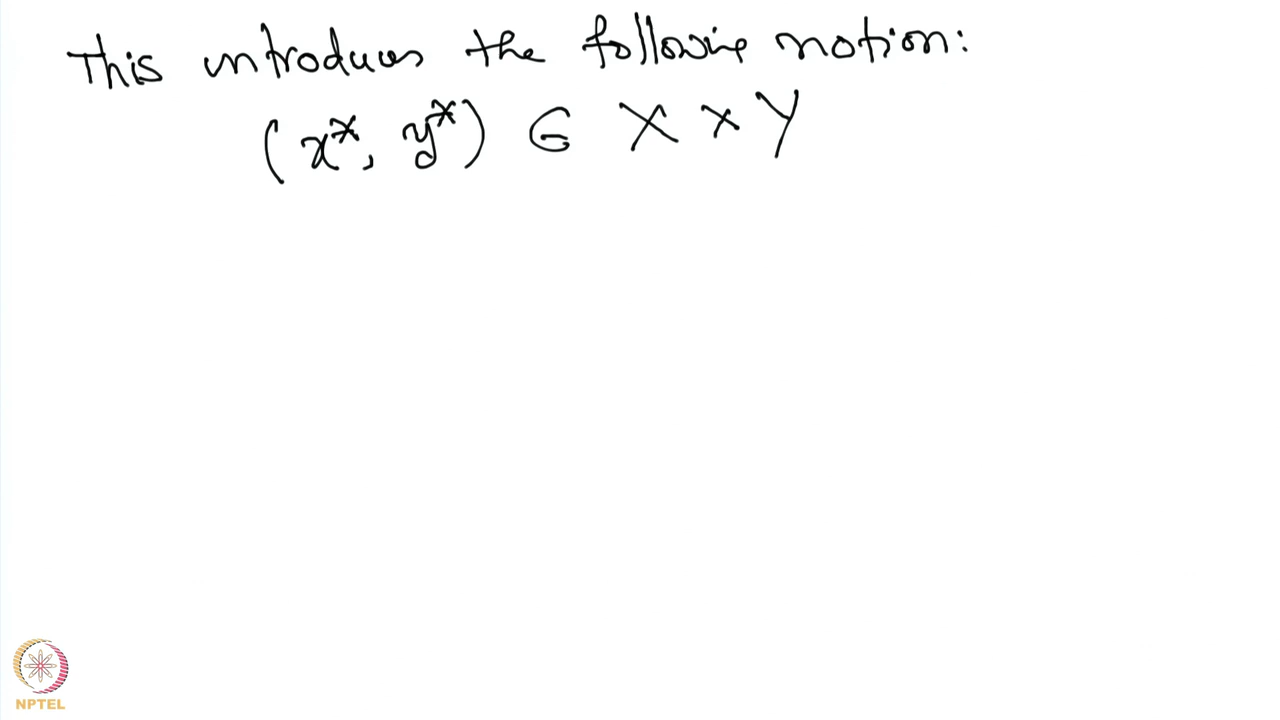 This introduces the following notion:
(x*, y*) ∈ X × Y
NPTEL